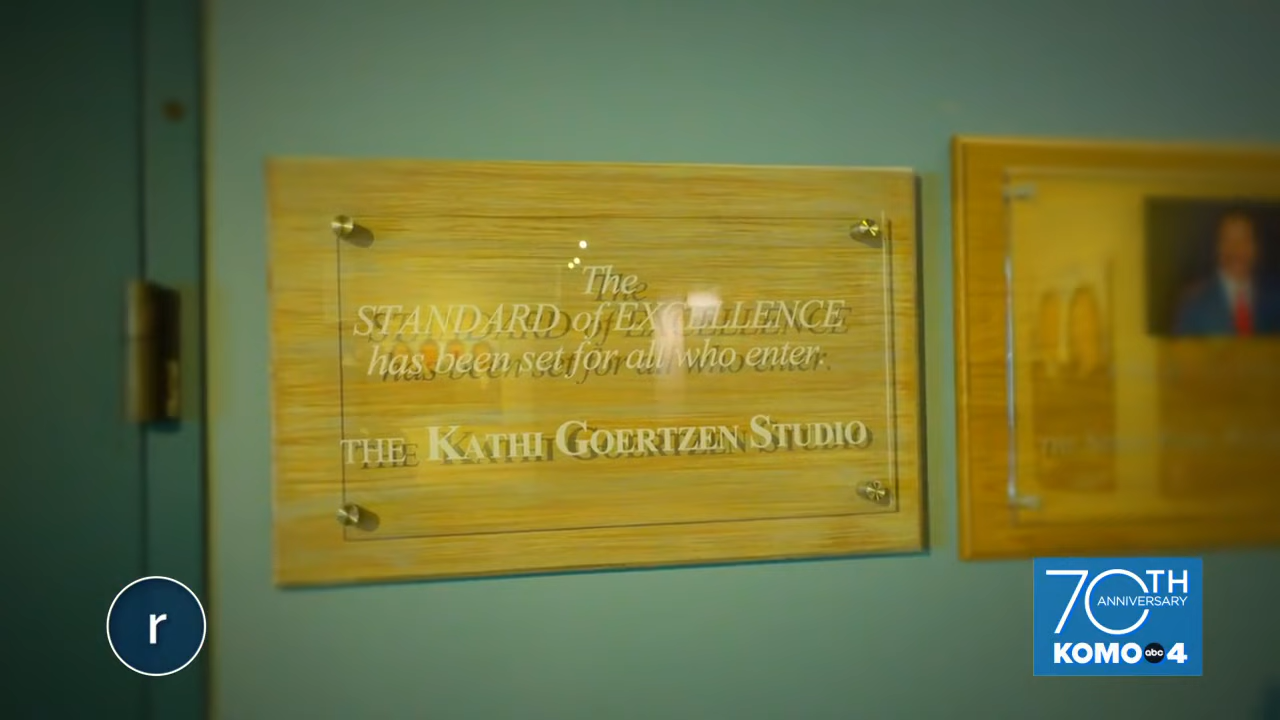 The
STANDARD of EXCELLENCE
has been set for all who enter.
THE KATHI GOERTZEN STUDIO
r
70TH
ANNIVERSARY
KOMO abc 4